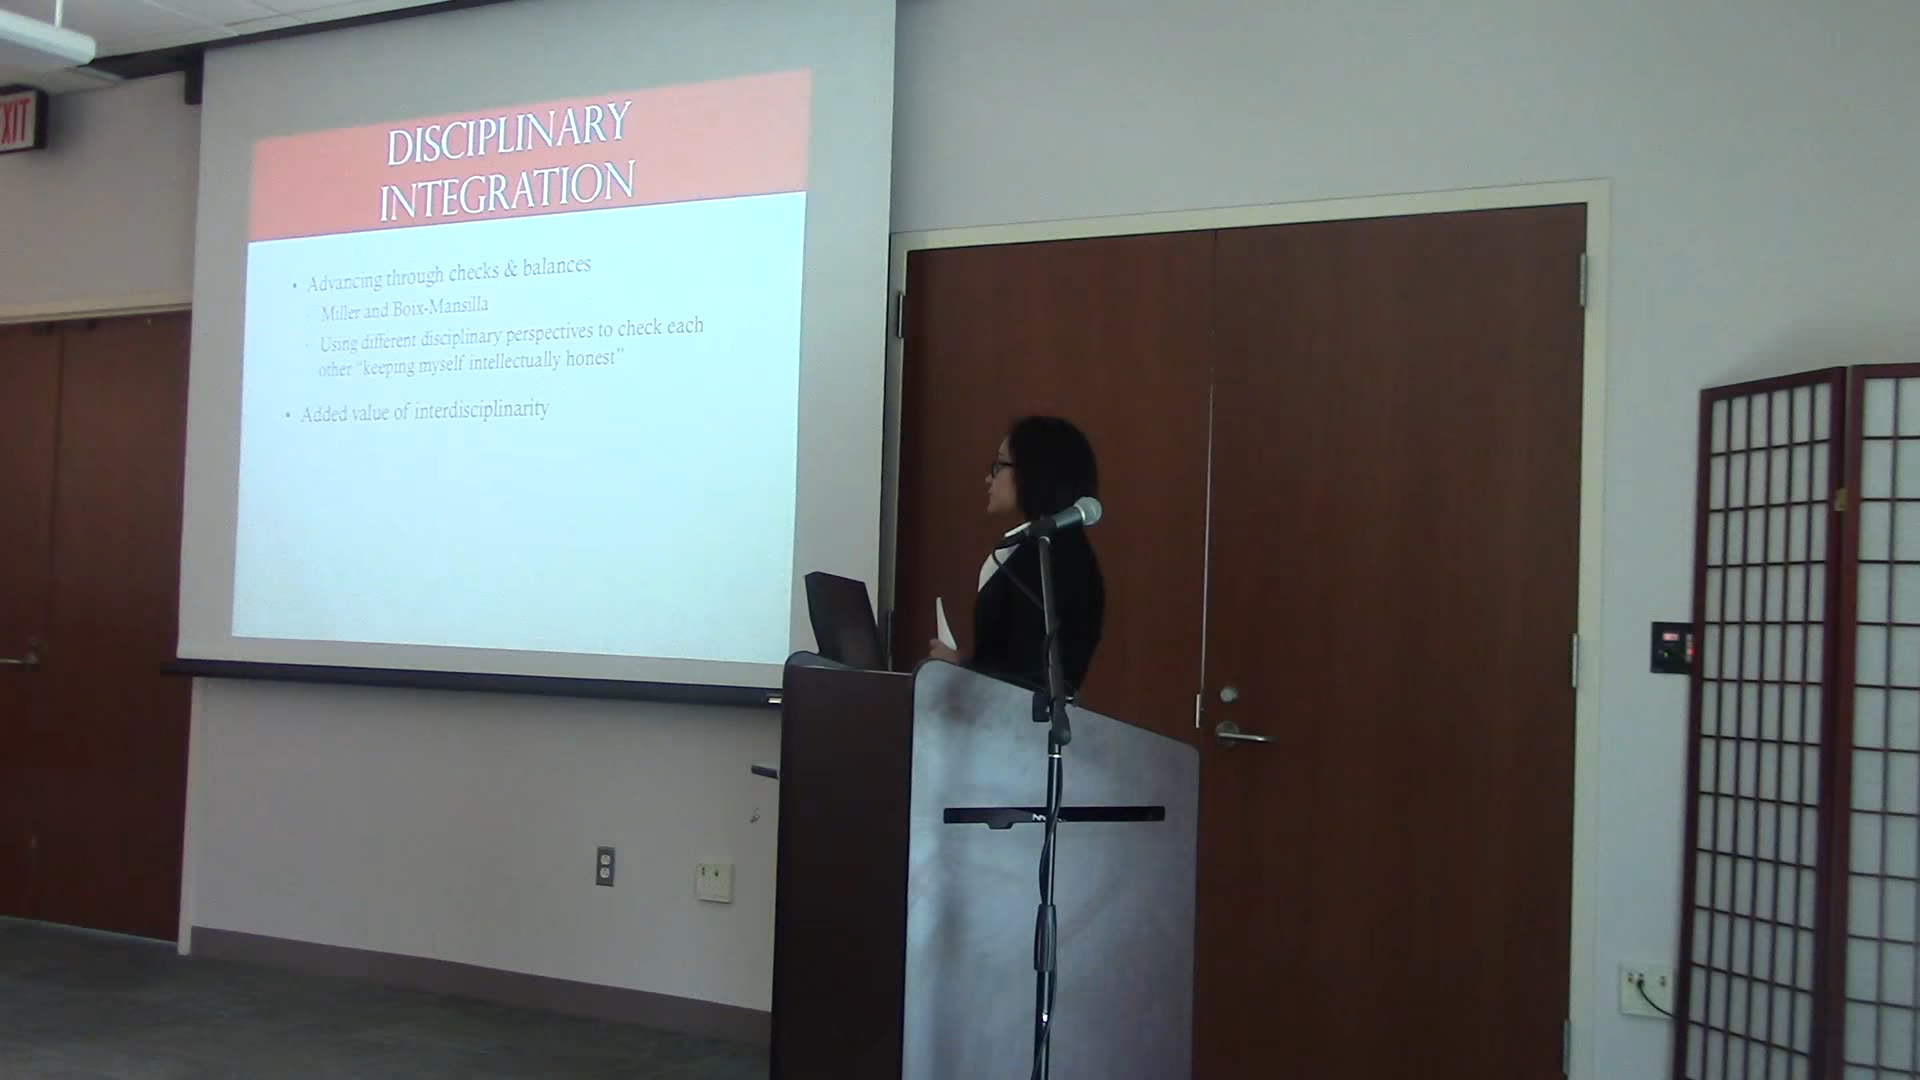 EXIT
DISCIPLINARY
INTEGRATION
• Advancing through checks & balances
Miller and Boix-Mansilla
Using different disciplinary perspectives to check each
other “keeping myself intellectually honest”
• Added value of interdisciplinarity